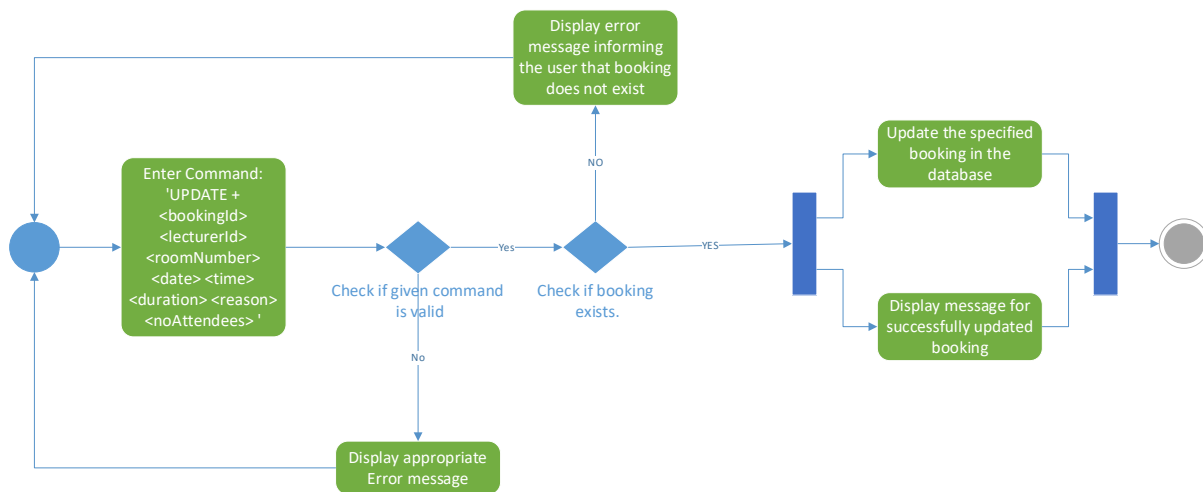 Display error
message informing
the user that booking
does not exist
NO
Enter Command:
'UPDATE +
<bookingId>
<lecturerId>
<roomNumber>
<date> <time>
<duration> <reason>
<noAttendees> '
Check if given command
is valid
Yes
Check if booking
exists.
YES
No
Display appropriate
Error message
Update the specified
booking in the
database
Display message for
successfully updated
booking